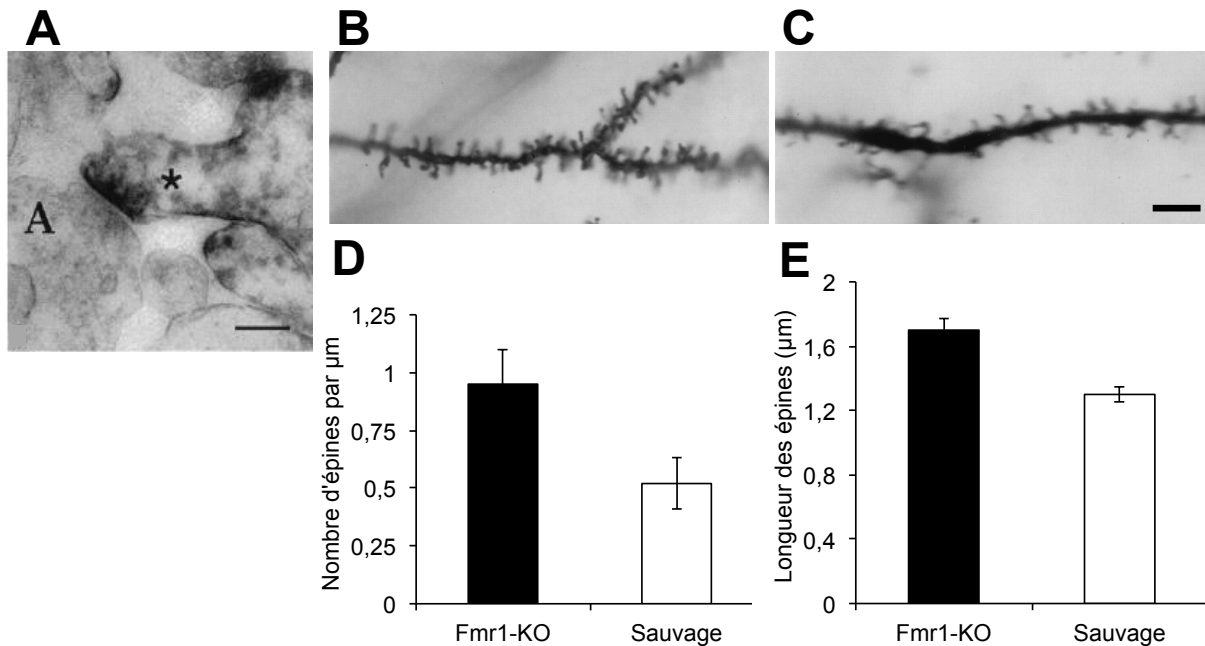 A
A
*
B
C
D
Nombre d'épines par µm
1,25
1
0,75
0,5
0,25
0
Fmr1-KO Sauvage
E
Longueur des épines (µm)
2
1,6
1,2
0,8
0,4
0
Fmr1-KO Sauvage